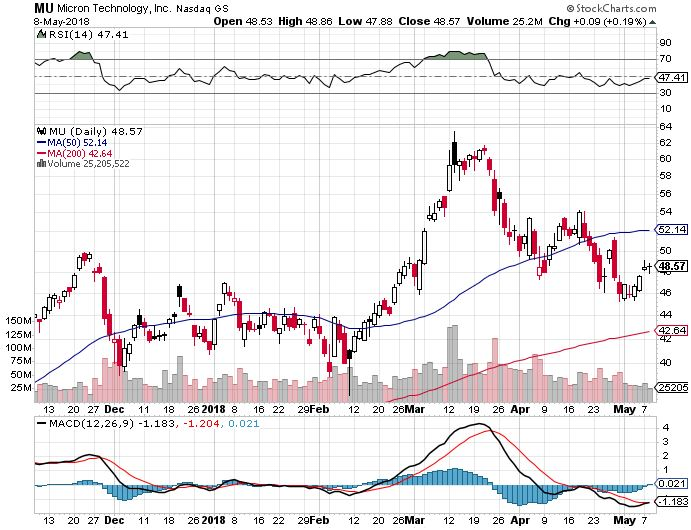 MU Micron Technology, Inc. Nasdaq GS © StockCharts.com
8-May-2018 Open 48.53 High 48.86 Low 47.88 Close 48.57 Volume 25.2M Chg +0.09 (+0.19%)
RSI(14) 47.41
90
70
50
47.41
30
10
MU (Daily) 48.57
MA(50) 52.14
MA(200) 42.64
Volume 25,205,522
64
62
60
58
56
54
52.14
50
48.57
48
46
44
42.64
42
40
150M
125M
100M
75M
50M
25M
25205
13 20 27 Dec 11 18 26 2018 8 16 22 29 Feb 12 20 26 Mar 12 19 26 Apr 9 16 23 May 7
MACD(12,26,9) -1.183, -1.204, 0.021
4
3
2
1
0.021
-1.183
13 20 27 Dec 11 18 26 2018 8 16 22 29 Feb 12 20 26 Mar 12 19 26 Apr 9 16 23 May 7